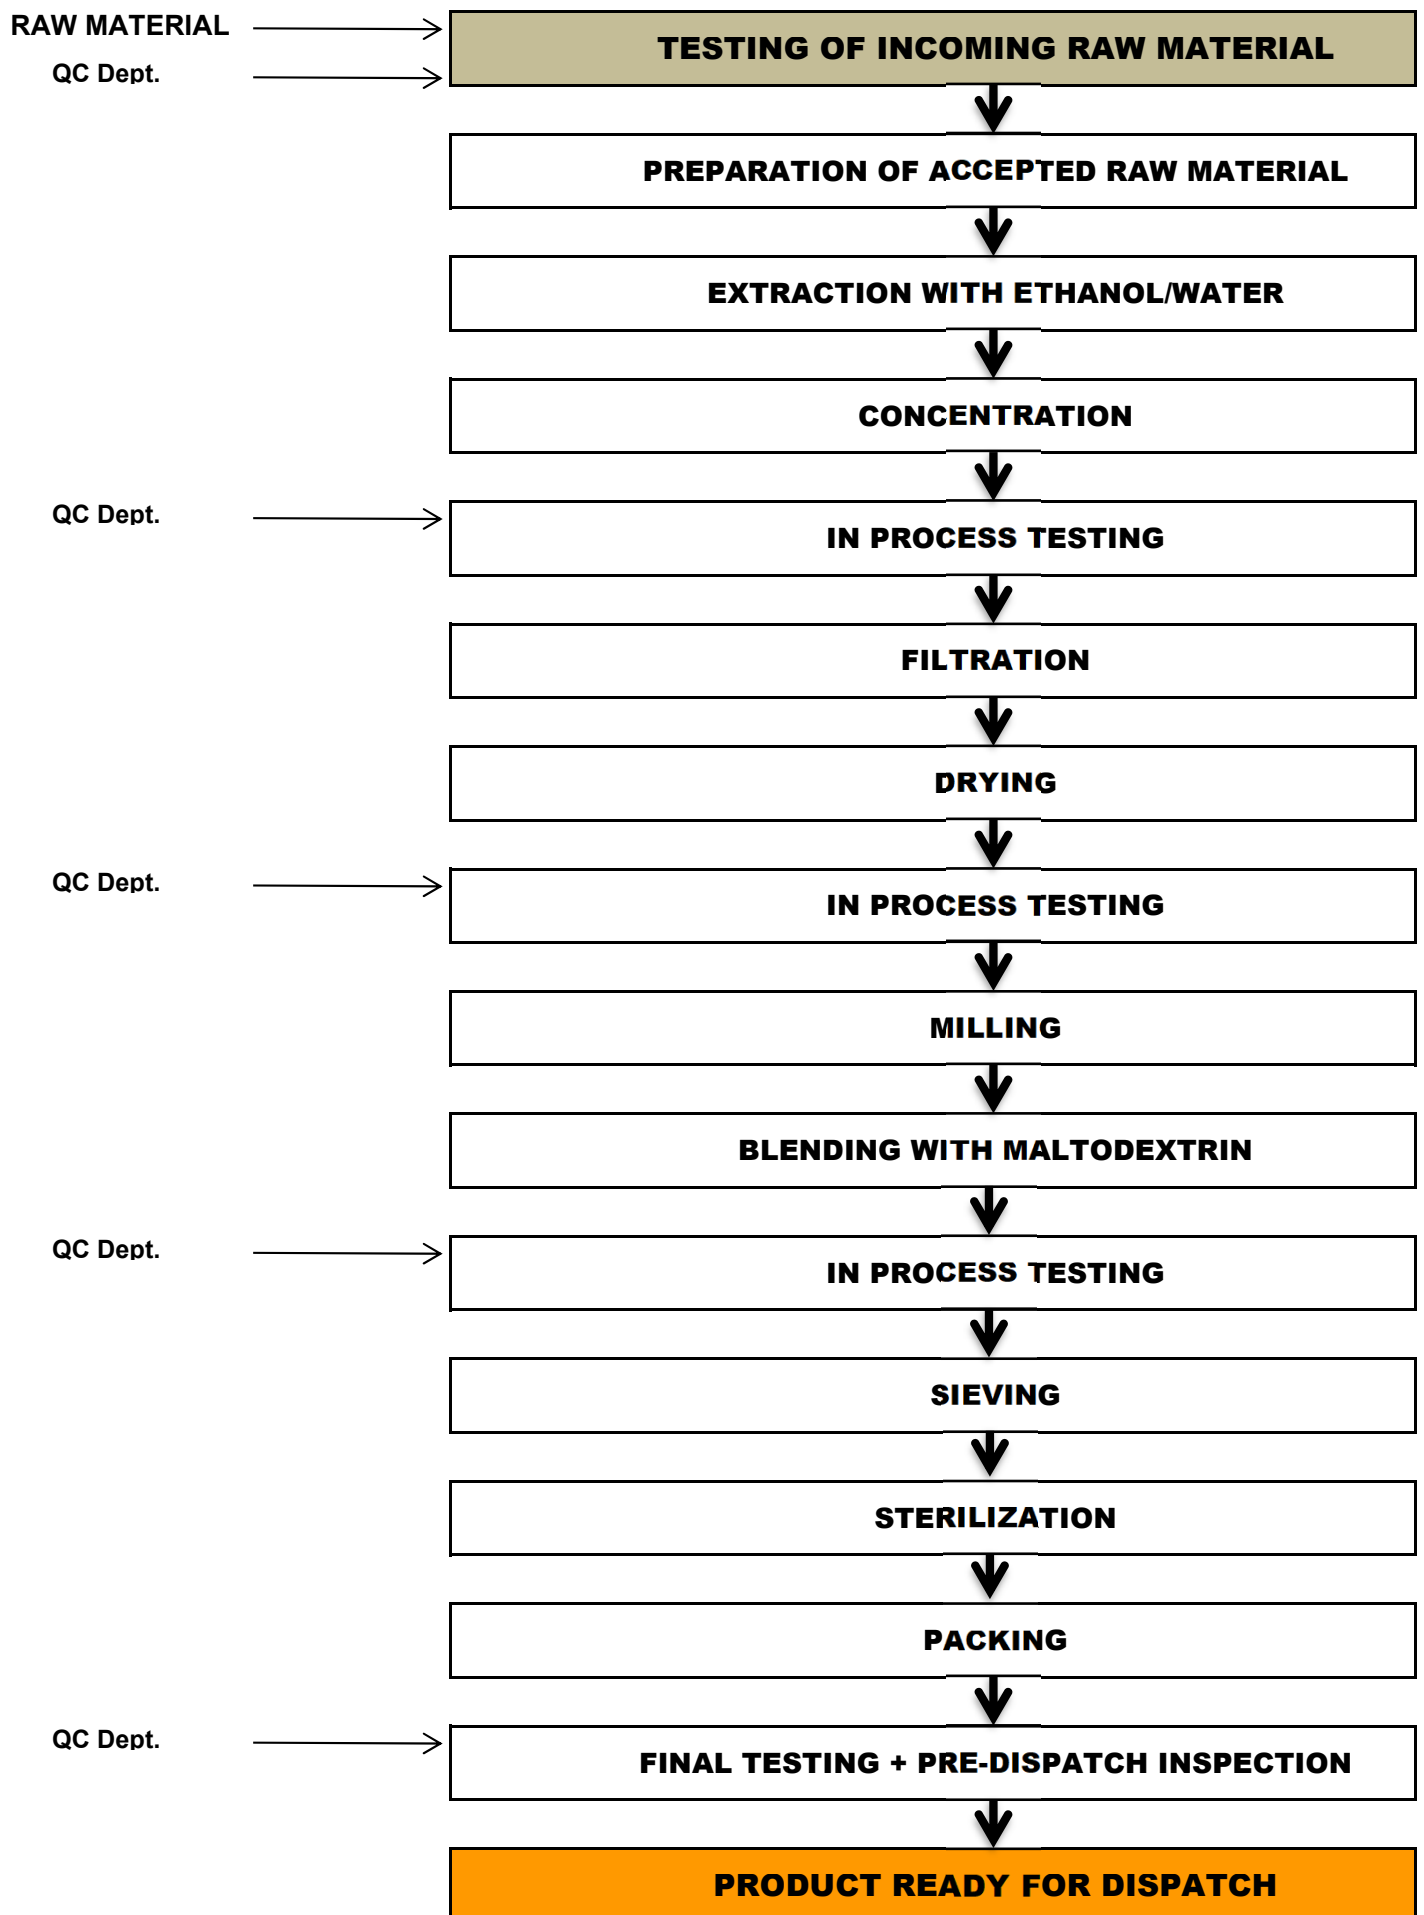 RAW MATERIAL
TESTING OF INCOMING RAW MATERIAL
QC Dept.
PREPARATION OF ACCEPTED RAW MATERIAL
EXTRACTION WITH ETHANOL/WATER
CONCENTRATION
QC Dept.
IN PROCESS TESTING
FILTRATION
DRYING
QC Dept.
IN PROCESS TESTING
MILLING
BLENDING WITH MALTODEXTRIN
QC Dept.
IN PROCESS TESTING
SIEVING
STERILIZATION
PACKING
QC Dept.
FINAL TESTING + PRE-DISPATCH INSPECTION
PRODUCT READY FOR DISPATCH